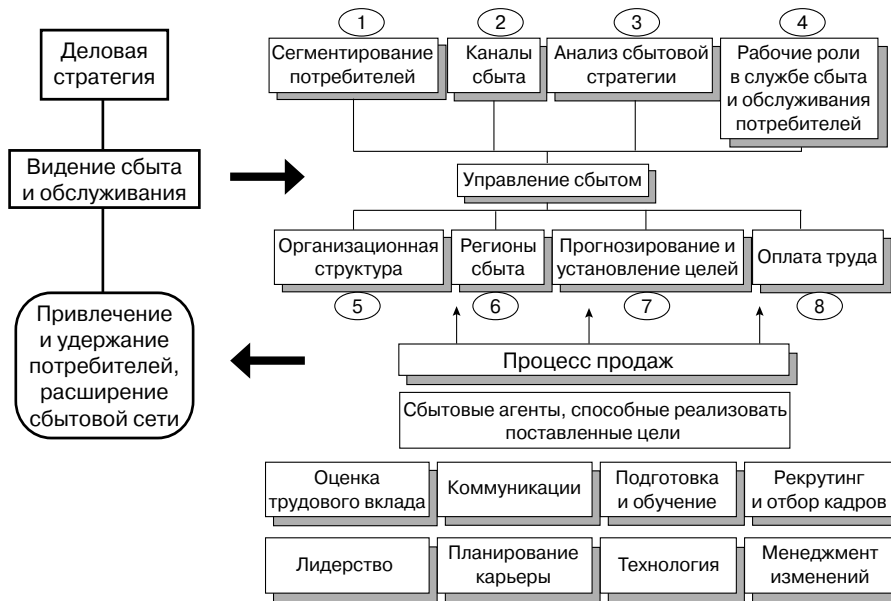 Деловая
стратегия
Видение сбыта
и обслуживания
Привлечение
и удержание
потребителей,
расширение
сбытовой сети
1
Сегментирование
потребителей
2
Каналы
сбыта
3
Анализ сбытовой
стратегии
4
Рабочие роли
в службе сбыта
и обслуживания
потребителей
Управление сбытом
Организационная
структура
5
Регионы
сбыта
6
Прогнозирование и
установление целей
7
Оплата труда
8
Процесс продаж
Сбытовые агенты, способные реализовать
поставленные цели
Оценка
трудового вклада
Коммуникации
Подготовка
и обучение
Рекрутинг
и отбор кадров
Лидерство
Планирование
карьеры
Технология
Менеджмент
изменений